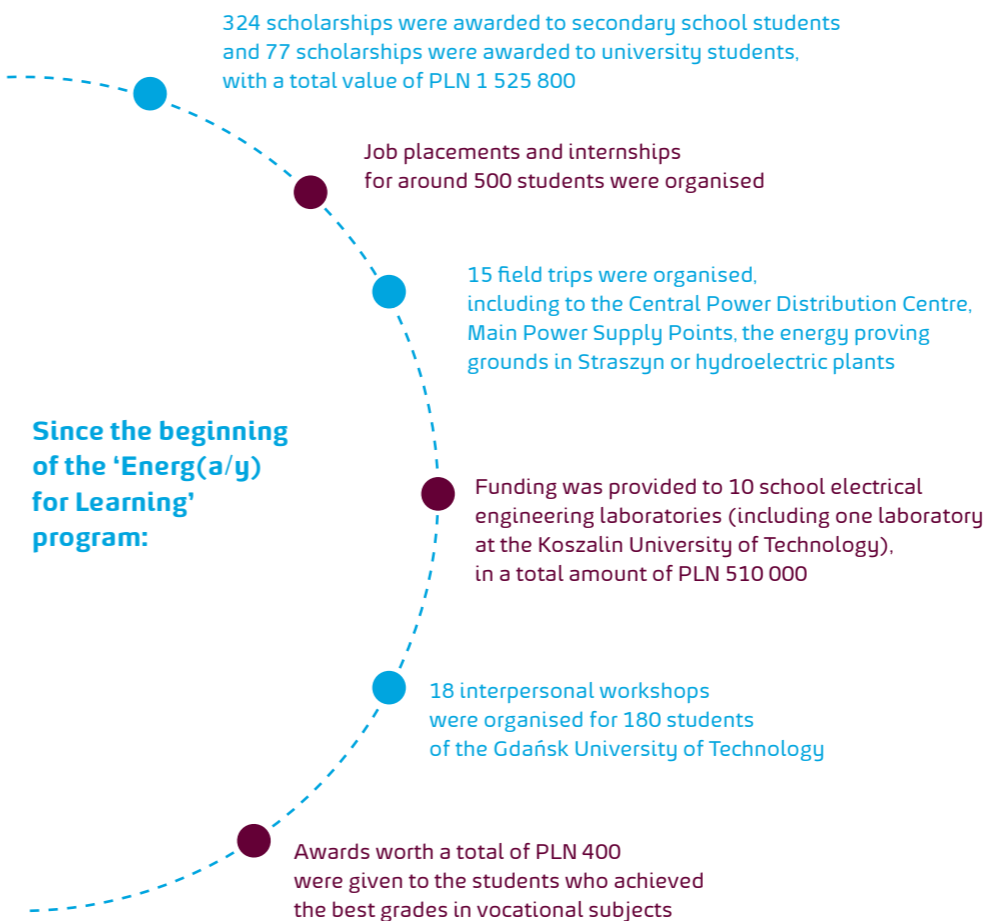 324 scholarships were awarded to secondary school students
and 77 scholarships were awarded to university students,
with a total value of PLN 1 525 800
Job placements and internships
for around 500 students were organised
15 field trips were organised,
including to the Central Power Distribution Centre,
Main Power Supply Points, the energy proving
grounds in Straszyn or hydroelectric plants
Since the beginning
of the ‘Energ(a/y)
for Learning’
program:
Funding was provided to 10 school electrical
engineering laboratories (including one laboratory
at the Koszalin University of Technology),
in a total amount of PLN 510 000
18 interpersonal workshops
were organised for 180 students
of the Gdańsk University of Technology
Awards worth a total of PLN 400
were given to the students who achieved
the best grades in vocational subjects